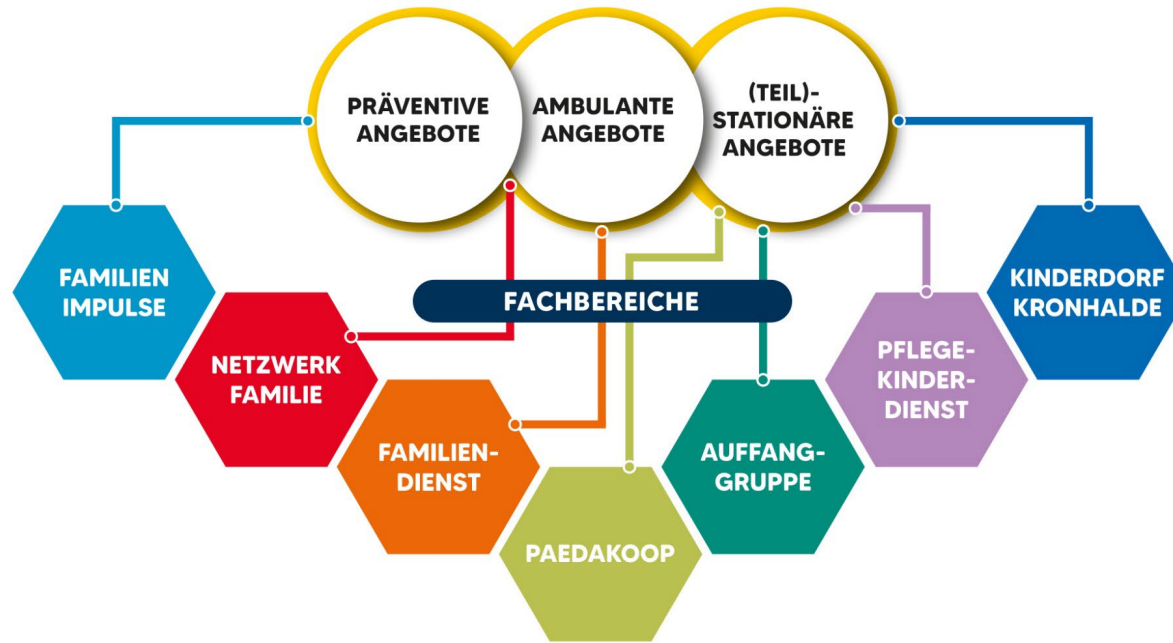 PRÄVENTIVE
ANGEBOTE
AMBULANTE
ANGEBOTE
(TEIL)-
STATIONÄRE
ANGEBOTE
FACHBEREICHE
FAMILIEN
IMPULSE
NETZWERK
FAMILIE
FAMILIEN-
DIENST
PAEDAKOOP
AUFFANG-
GRUPPE
PFLEGE-
KINDER-
DIENST
KINDERDORF
KRONHALDE